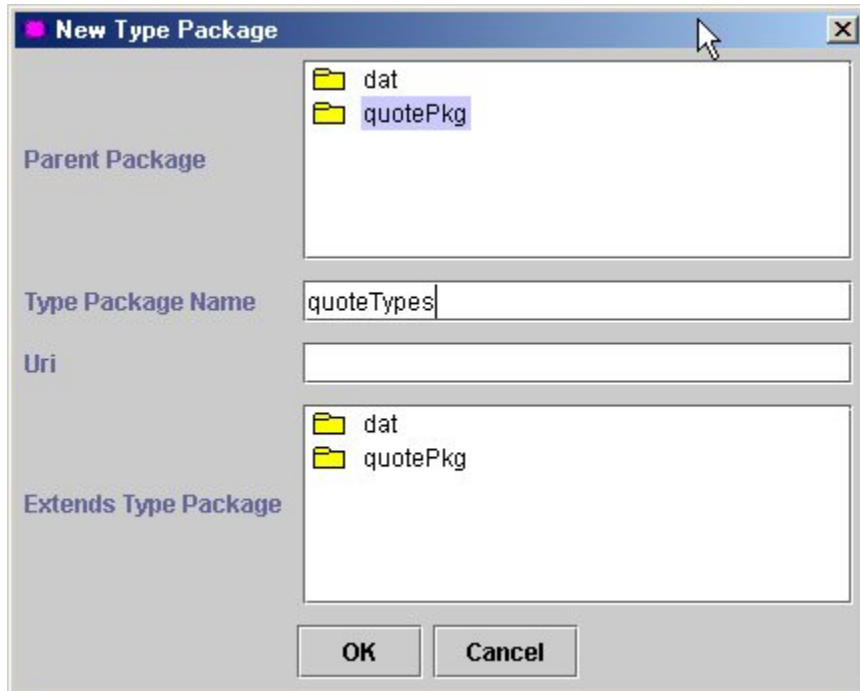 New Type Package
dat
quotePkg
Parent Package
Type Package Name
quoteTypes
Uri
dat
quotePkg
Extends Type Package
OK
Cancel